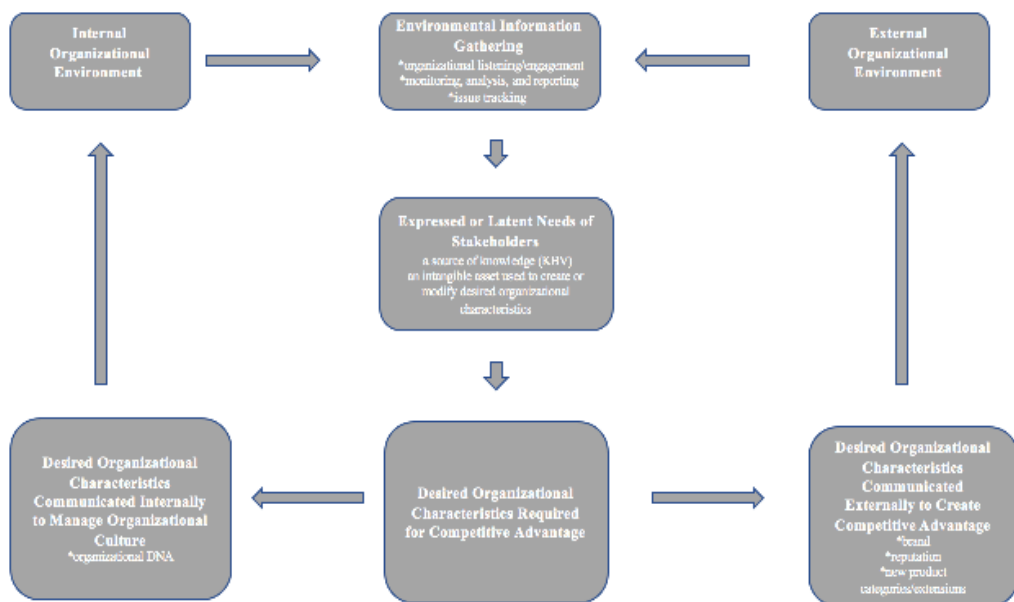 Internal
Organizational
Environment
Environmental Information
Gathering
*organizational listening/engagement
*monitoring, analysis, and reporting
*issue tracking
External
Organizational
Environment
Expressed or Latent Needs of
Stakeholders
a source of knowledge (KBV)
an intangible asset used to create or
modify desired organizational
characteristics
Desired Organizational
Characteristics
Communicated Internally
to Manage Organizational
Culture
*organizational DNA
Desired Organizational
Characteristics Required
for Competitive Advantage
Desired Organizational
Characteristics
Communicated
Externally to Create
Competitive Advantage
*brand
*reputation
*new product
categories/extensions